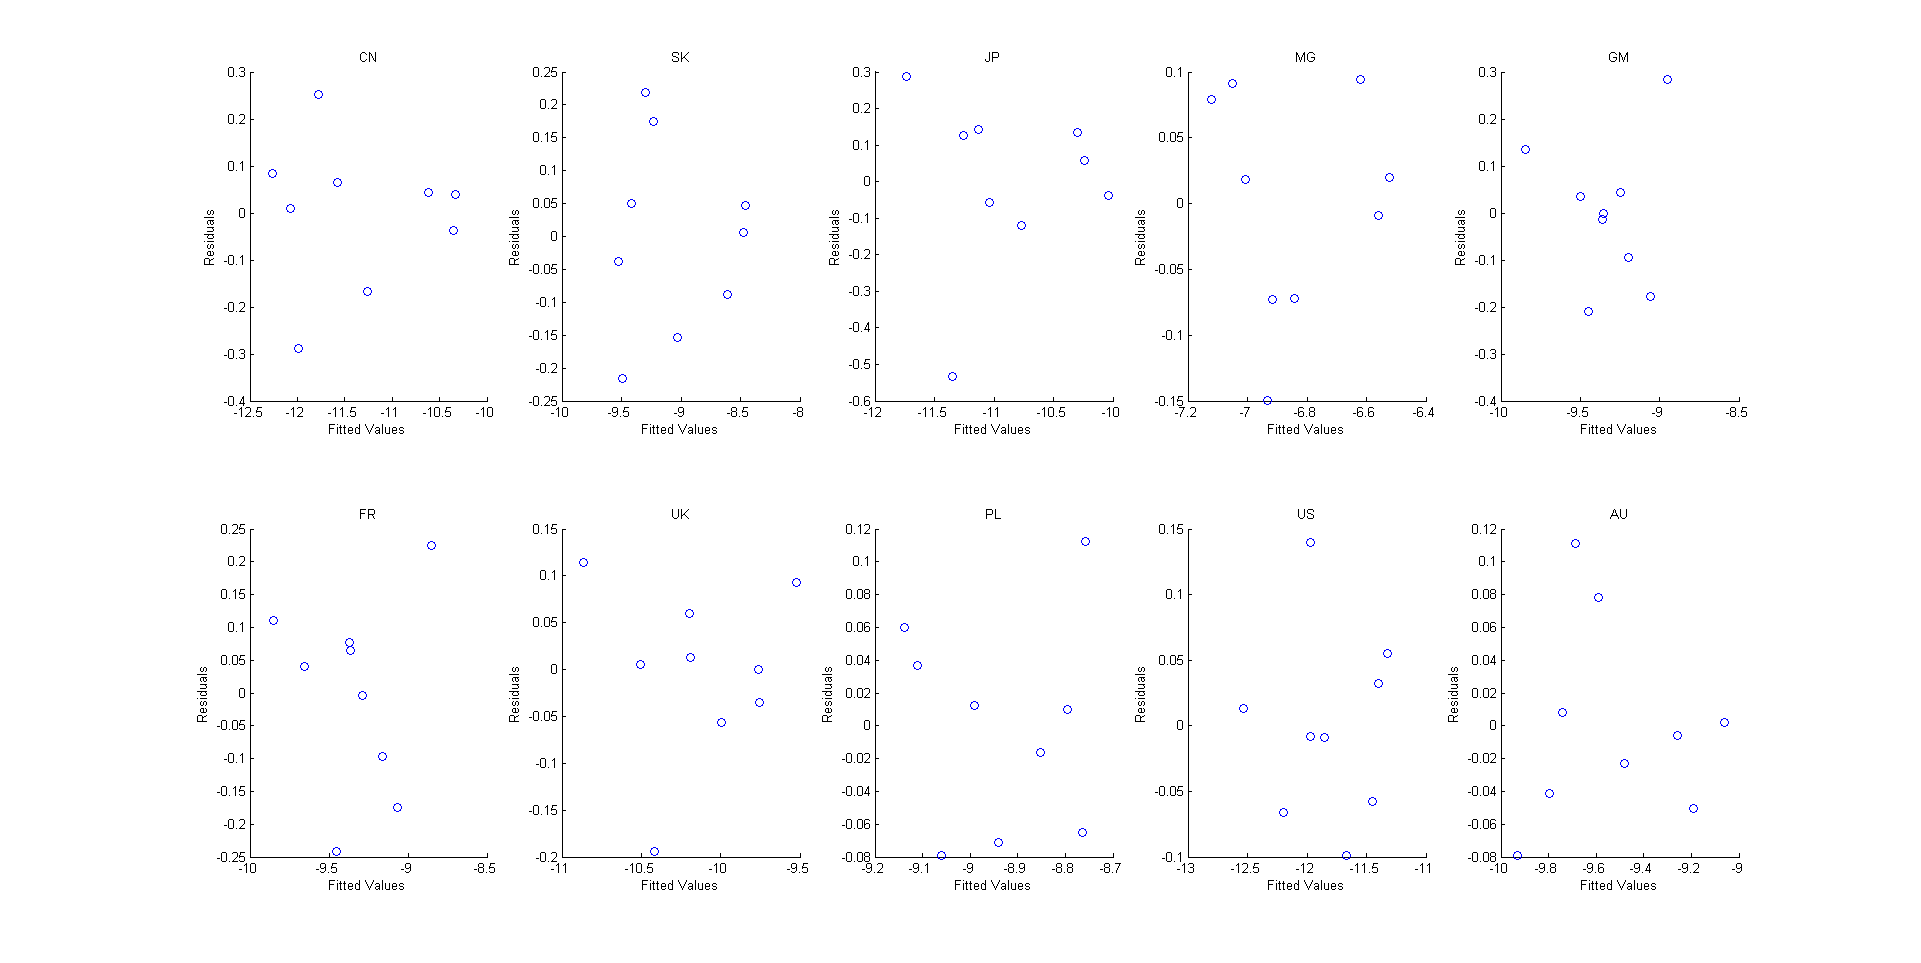 CN
0.3
0.2
0.1
0
-0.1
-0.2
-0.3
-0.4
Residuals
-12.5 -12 -11.5 -11 -10.5 -10
Fitted Values
SK
0.25
0.2
0.15
0.1
0.05
0
-0.05
-0.1
-0.15
-0.2
-0.25
Residuals
-10 -9.5 -9 -8.5 -8
Fitted Values
JP
0.3
0.2
0.1
0
-0.1
-0.2
-0.3
-0.4
-0.5
-0.6
Residuals
-12 -11.5 -11 -10.5 -10
Fitted Values
MG
0.1
0.05
0
-0.05
-0.1
-0.15
Residuals
-7.2 -7 -6.8 -6.6 -6.4
Fitted Values
GM
0.3
0.2
0.1
0
-0.1
-0.2
-0.3
-0.4
Residuals
-10 -9.5 -9 -8.5
Fitted Values
FR
0.25
0.2
0.15
0.1
0.05
0
-0.05
-0.1
-0.15
-0.2
-0.25
Residuals
-10 -9.5 -9 -8.5
Fitted Values
UK
0.15
0.1
0.05
0
-0.05
-0.1
-0.15
-0.2
Residuals
-11 -10.5 -10 -9.5
Fitted Values
PL
0.12
0.1
0.08
0.06
0.04
0.02
0
-0.02
-0.04
-0.06
-0.08
Residuals
-9.2 -9.1 -9 -8.9 -8.8 -8.7
Fitted Values
US
0.15
0.1
0.05
0
-0.05
-0.1
Residuals
-13 -12.5 -12 -11.5 -11
Fitted Values
AU
0.12
0.1
0.08
0.06
0.04
0.02
0
-0.02
-0.04
-0.06
-0.08
Residuals
-10 -9.8 -9.6 -9.4 -9.2 -9
Fitted Values